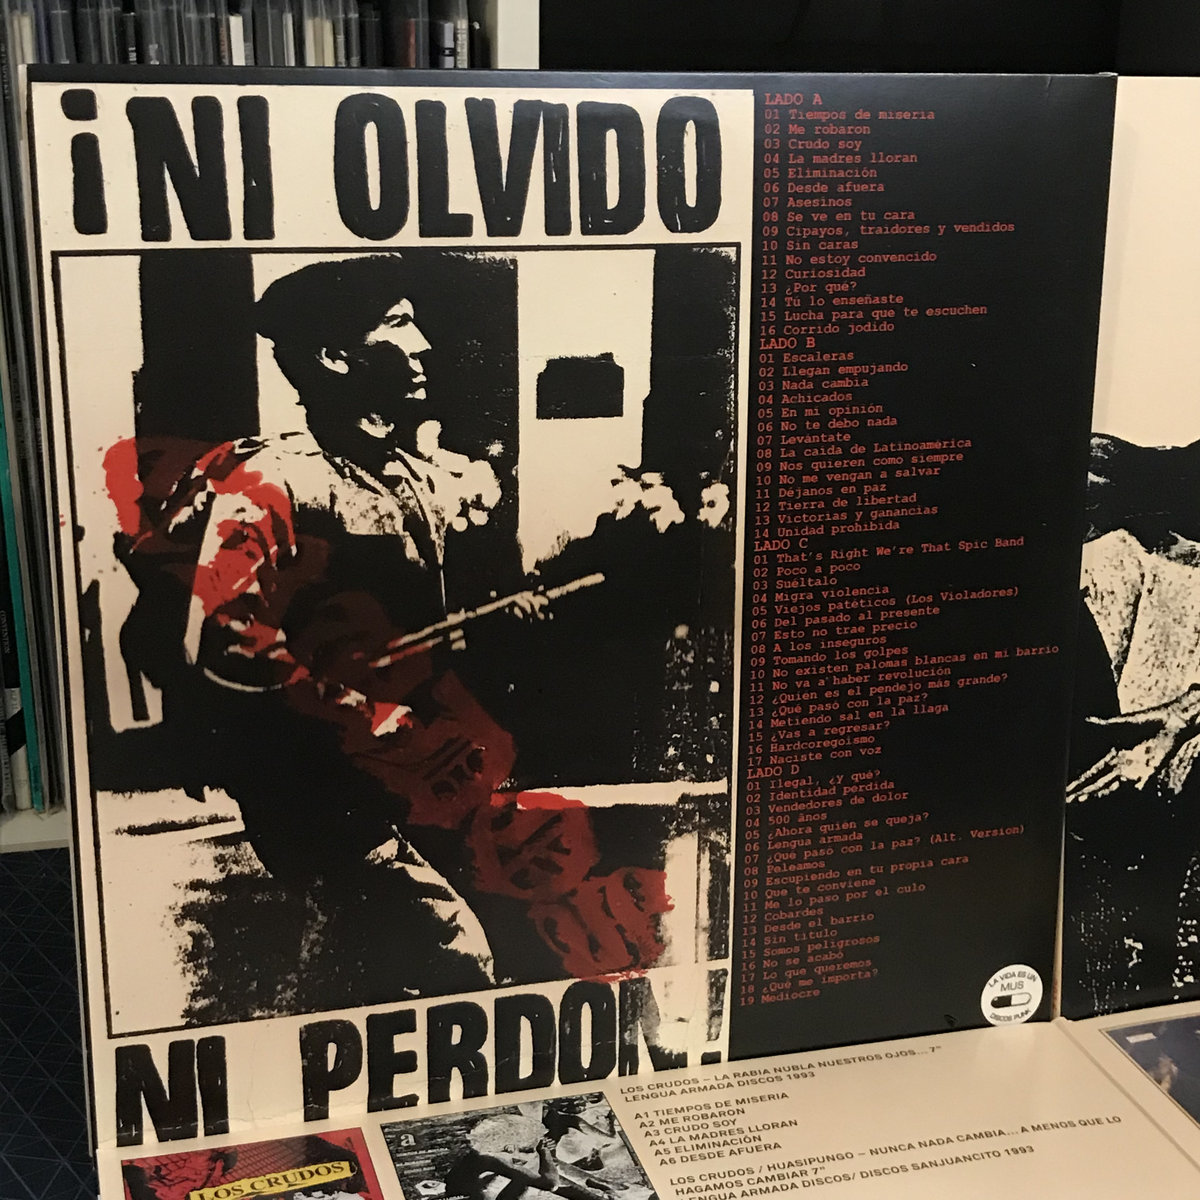 ¡NI OLVIDO
NI PERDON!
LADO A
01 Tiempos de miseria
02 Me robaron
03 Crudo soy
04 La madres lloran
05 Eliminación
06 Desde afuera
07 Asesinos
08 Se ve en tu cara
09 Cipayos, traidores y vendidos
10 Sin caras
11 No estoy convencido
12 Curiosidad
13 ¿Por qué?
14 Tú lo enseñaste
15 Lucha para que te escuchen
16 Corrido jodido
LADO B
01 Escaleras
02 Llegan empujando
03 Nada cambia
04 Achicados
05 En mi opinión
06 No te debo nada
07 Levántate
08 La caida de Latinoamérica
09 Nos quieren como siempre
10 No me vengan a salvar
11 Déjanos en paz
12 Tierra de libertad
13 Victorias y ganancias
14 Unidad prohibida
LADO C
01 That's Right We're That Spic Band
02 Poco a poco
03 Suéltalo
04 Migra violencia
05 Viejos patéticos (Los Violadores)
06 Del pasado al presente
07 Esto no trae precio
08 A los inseguros
09 Tomando los golpes
10 No existen palomas blancas en mi barrio
11 No va a haber revolución
12 ¿Quién es el pendejo más grande?
13 ¿Qué pasó con la paz?
14 Metiendo sal en la llaga
15 ¿Vas a regresar?
16 Hardcoregoismo
17 Naciste con voz
LADO D
01 Ilegal, ¿y qué?
02 Identidad perdida
03 Vendedores de dolor
04 500 años
05 ¿Ahora quién se queja?
06 Lengua armada
07 ¿Qué pasó con la paz? (Alt. Version)
08 Peleamos
09 Escupiendo en tu propia cara
10 Que te conviene
11 Me lo paso por el culo
12 Cobardes
13 Desde el barrio
14 Sin titulo
15 Somos peligrosos
16 No se acabó
17 Lo que queremos
18 ¿Qué me importa?
19 Mediocre
LA VIDA ES UN
MUS
DISCOS PUNK
LOS CRUDOS
a
LOS CRUDOS – LA RABIA NUBLA NUESTROS OJOS... 7"
LENGUA ARMADA DISCOS 1993
A1 TIEMPOS DE MISERIA
A2 ME ROBARON
A3 CRUDO SOY
A4 LA MADRES LLORAN
A5 ELIMINACIÓN
A6 DESDE AFUERA
LOS CRUDOS / HUASIPUNGO – NUNCA NADA CAMBIA... A MENOS QUE LO
HAGAMOS CAMBIAR 7"
LENGUA ARMADA DISCOS/ DISCOS SANJUANCITO 1993